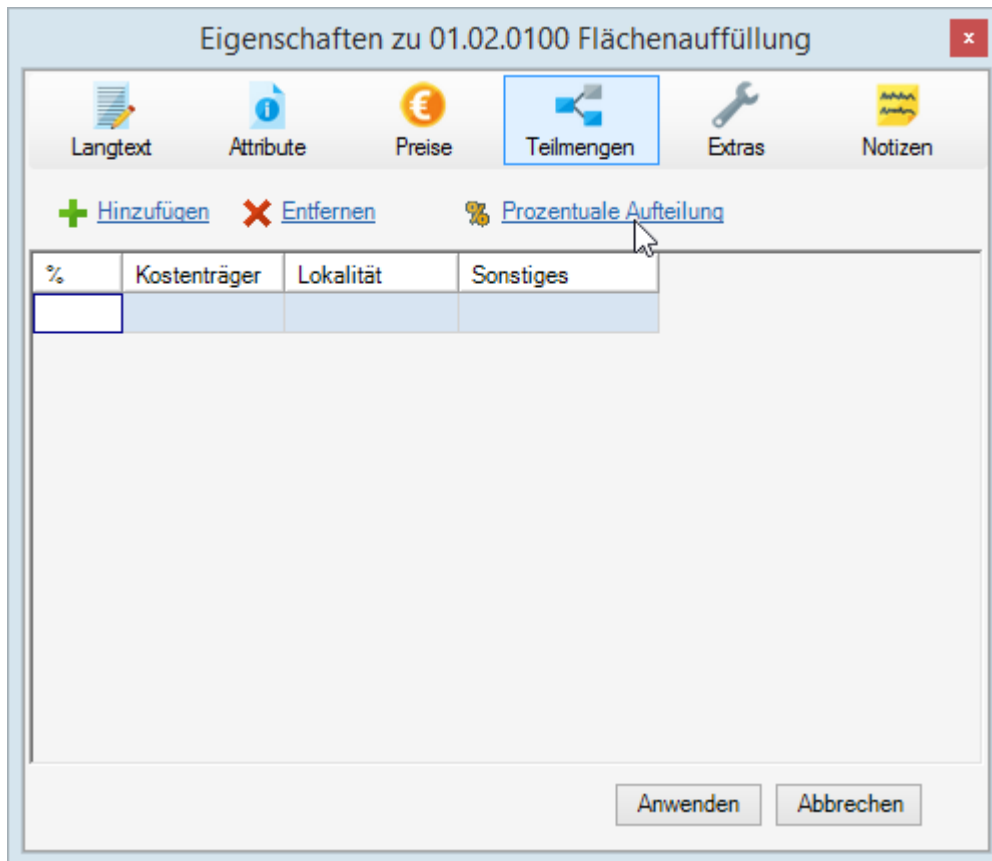 Eigenschaften zu 01.02.0100 Flächenauffüllung
x
Langtext Attribute Preise Teilmengen Extras Notizen
Hinzufügen Entfernen Prozentuale Aufteilung
% Kostenträger Lokalität Sonstiges
Anwenden Abbrechen